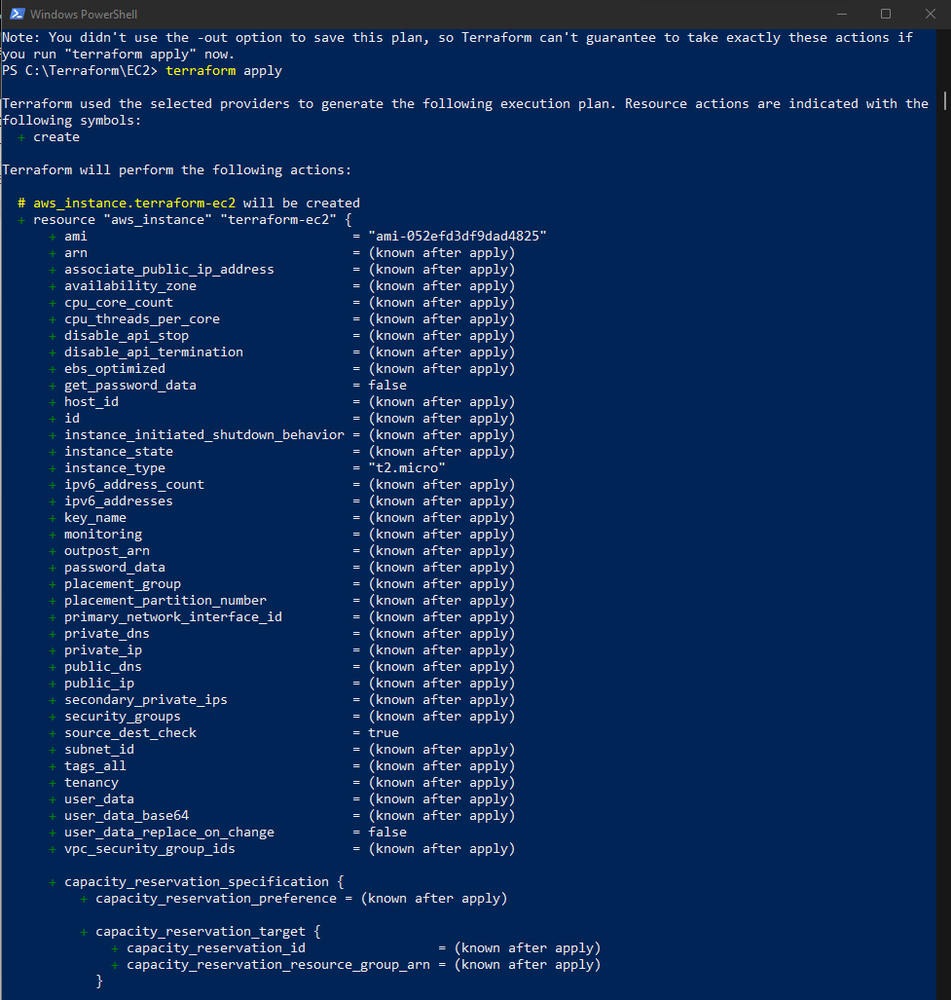 Windows PowerShell
Note: You didn't use the -out option to save this plan, so Terraform can't guarantee to take exactly these actions if
you run "terraform apply" now.
PS C:\Terraform\EC2> terraform apply
Terraform used the selected providers to generate the following execution plan. Resource actions are indicated with the
following symbols:
+ create
Terraform will perform the following actions:
# aws_instance.terraform-ec2 will be created
+ resource "aws_instance" "terraform-ec2" {
+ ami = "ami-052efd3df9dad4825"
+ arn = (known after apply)
+ associate_public_ip_address = (known after apply)
+ availability_zone = (known after apply)
+ cpu_core_count = (known after apply)
+ cpu_threads_per_core = (known after apply)
+ disable_api_stop = (known after apply)
+ disable_api_termination = (known after apply)
+ ebs_optimized = (known after apply)
+ get_password_data = false
+ host_id = (known after apply)
+ id = (known after apply)
+ instance_initiated_shutdown_behavior = (known after apply)
+ instance_state = (known after apply)
+ instance_type = "t2.micro"
+ ipv6_address_count = (known after apply)
+ ipv6_addresses = (known after apply)
+ key_name = (known after apply)
+ monitoring = (known after apply)
+ outpost_arn = (known after apply)
+ password_data = (known after apply)
+ placement_group = (known after apply)
+ placement_partition_number = (known after apply)
+ primary_network_interface_id = (known after apply)
+ private_dns = (known after apply)
+ private_ip = (known after apply)
+ public_dns = (known after apply)
+ public_ip = (known after apply)
+ secondary_private_ips = (known after apply)
+ security_groups = (known after apply)
+ source_dest_check = true
+ subnet_id = (known after apply)
+ tags_all = (known after apply)
+ tenancy = (known after apply)
+ user_data = (known after apply)
+ user_data_base64 = (known after apply)
+ user_data_replace_on_change = false
+ vpc_security_group_ids = (known after apply)
+ capacity_reservation_specification {
+ capacity_reservation_preference = (known after apply)
+ capacity_reservation_target {
+ capacity_reservation_id = (known after apply)
+ capacity_reservation_resource_group_arn = (known after apply)
}